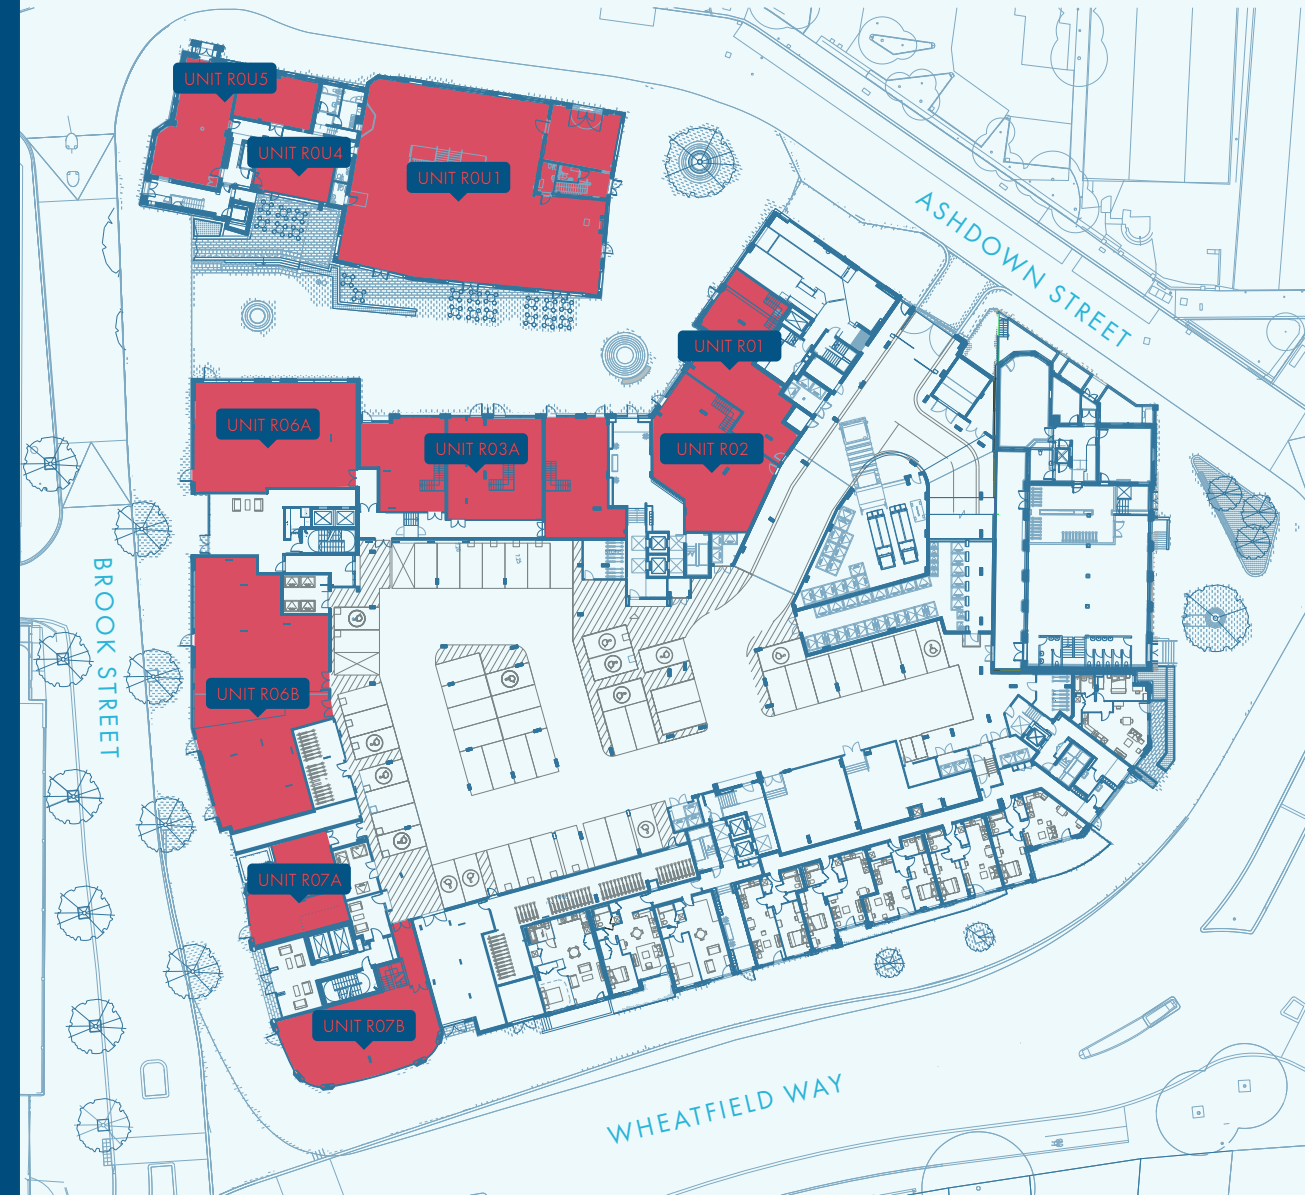 UNIT R0U5
UNIT R0U4
UNIT R0U1
ASHDOWN STREET
UNIT R01
UNIT R06A
UNIT R03A
UNIT R02
BROOK STREET
UNIT R06B
UNIT R07A
UNIT R07B
WHEATFIELD WAY